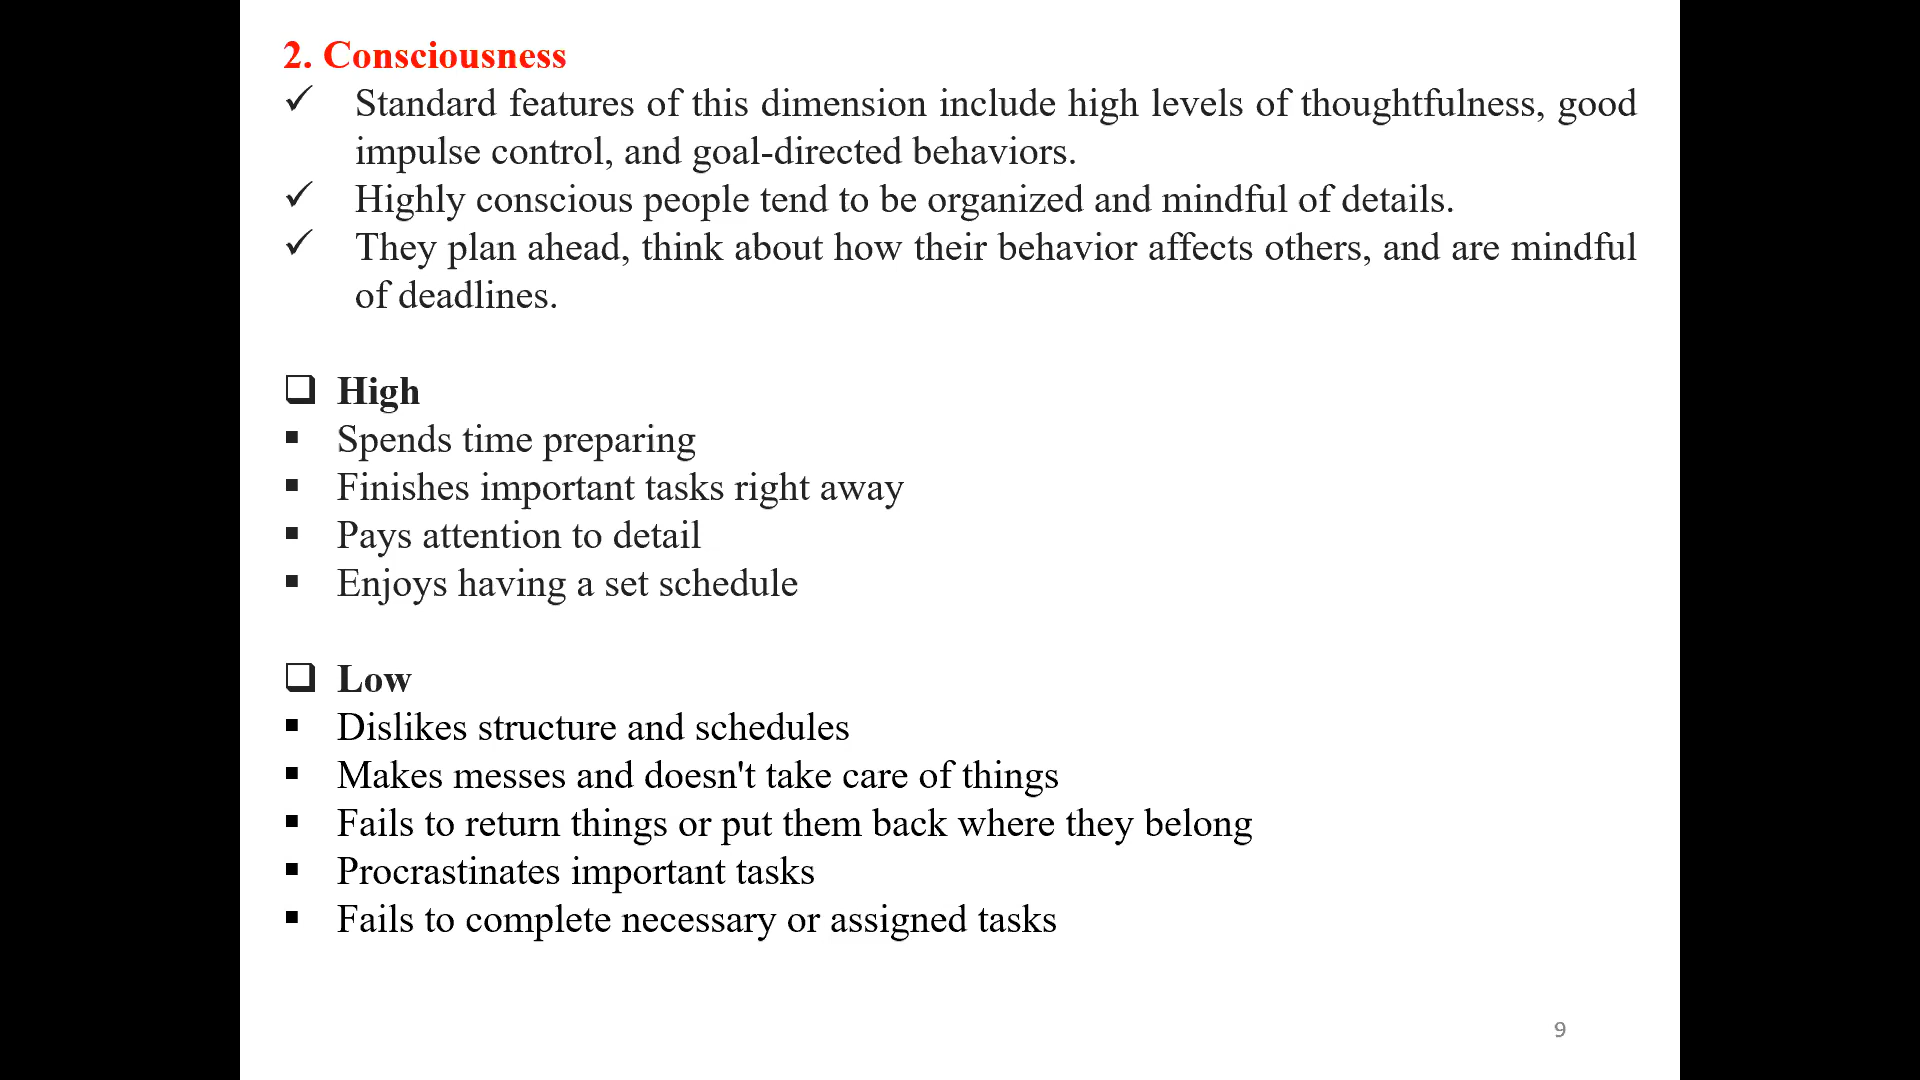 2. Consciousness
✓ Standard features of this dimension include high levels of thoughtfulness, good
impulse control, and goal-directed behaviors.
✓ Highly conscious people tend to be organized and mindful of details.
✓ They plan ahead, think about how their behavior affects others, and are mindful
of deadlines.
❑ High
▪ Spends time preparing
▪ Finishes important tasks right away
▪ Pays attention to detail
▪ Enjoys having a set schedule
❑ Low
▪ Dislikes structure and schedules
▪ Makes messes and doesn't take care of things
▪ Fails to return things or put them back where they belong
▪ Procrastinates important tasks
▪ Fails to complete necessary or assigned tasks
9